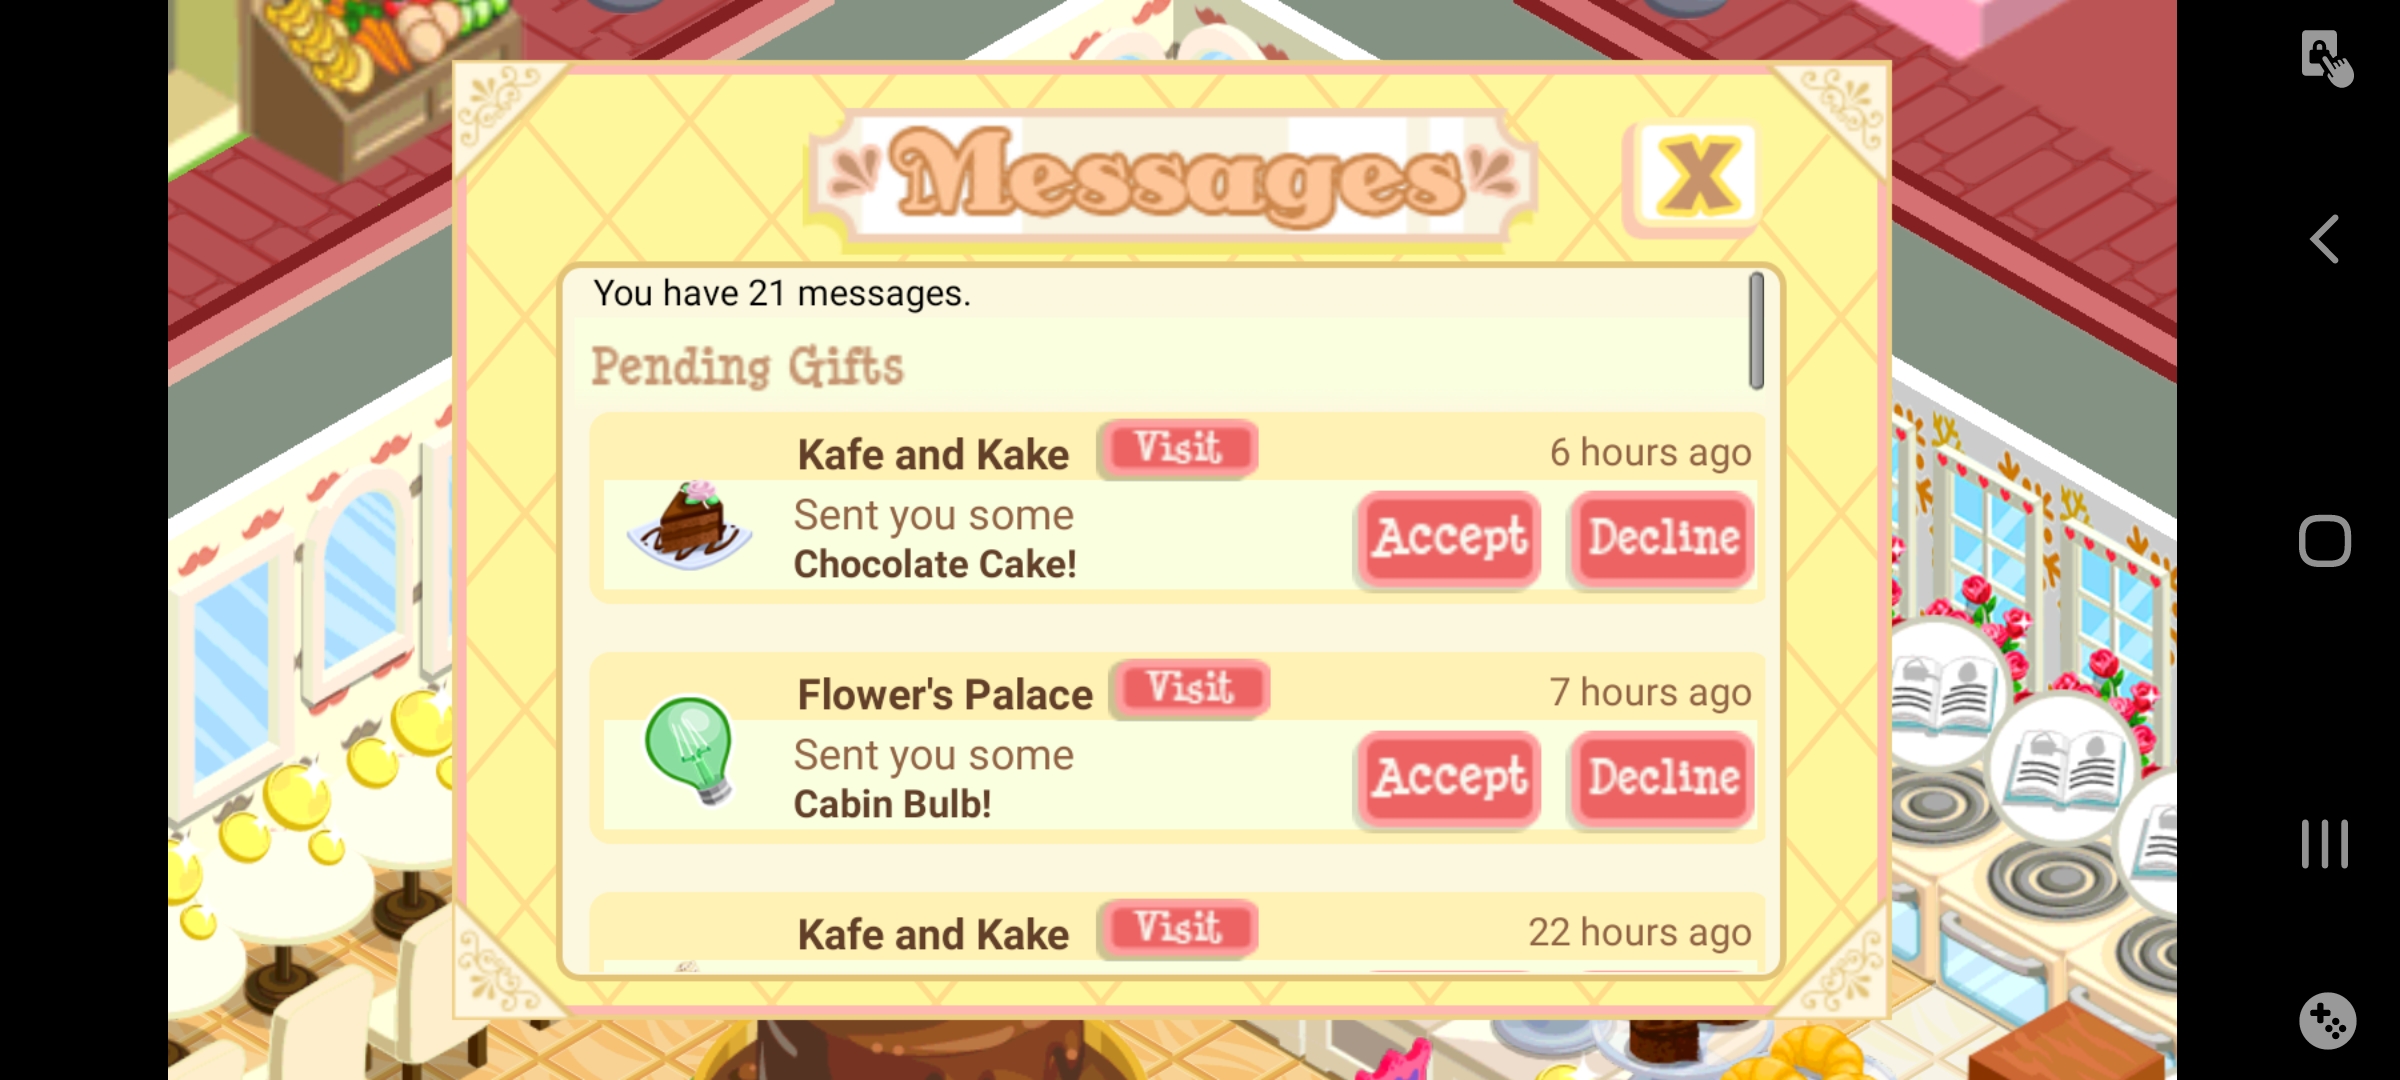 Messages
X
You have 21 messages.
Pending Gifts
Kafe and Kake Visit 6 hours ago
Sent you some
Chocolate Cake!
Accept Decline
Flower's Palace Visit 7 hours ago
Sent you some
Cabin Bulb!
Accept Decline
Kafe and Kake Visit 22 hours ago